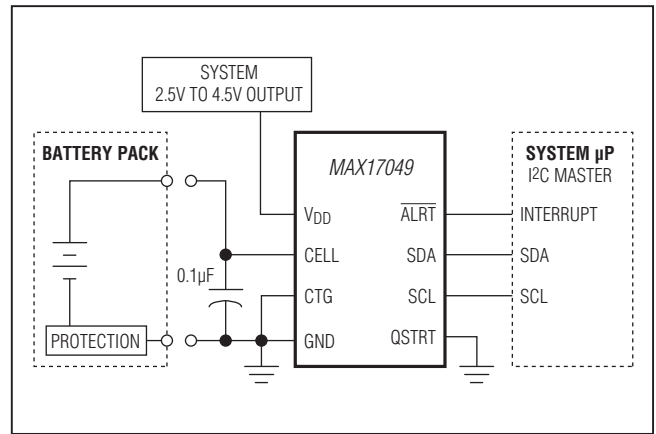 SYSTEM
2.5V TO 4.5V OUTPUT
BATTERY PACK
MAX17049
SYSTEM µP
I2C MASTER
VDD
ALRT
INTERRUPT
CELL
SDA
SDA
0.1µF
CTG
SCL
SCL
PROTECTION
GND
QSTRT